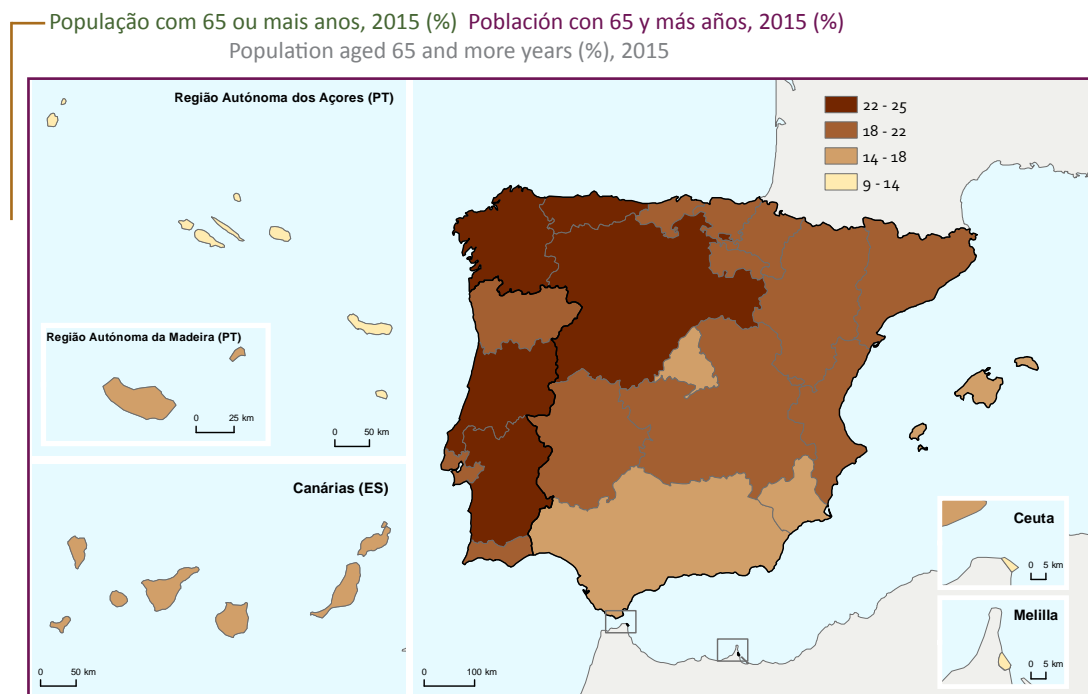 População com 65 ou mais anos, 2015 (%) Población con 65 y más años, 2015 (%)
Population aged 65 and more years (%), 2015
Região Autónoma dos Açores (PT)
22 - 25
18 - 22
14 - 18
9 - 14
Região Autónoma da Madeira (PT)
0 25 km
0 50 km
Canárias (ES)
0 50 km
0 100 km
Ceuta
0 5 km
Melilla
0 5 km